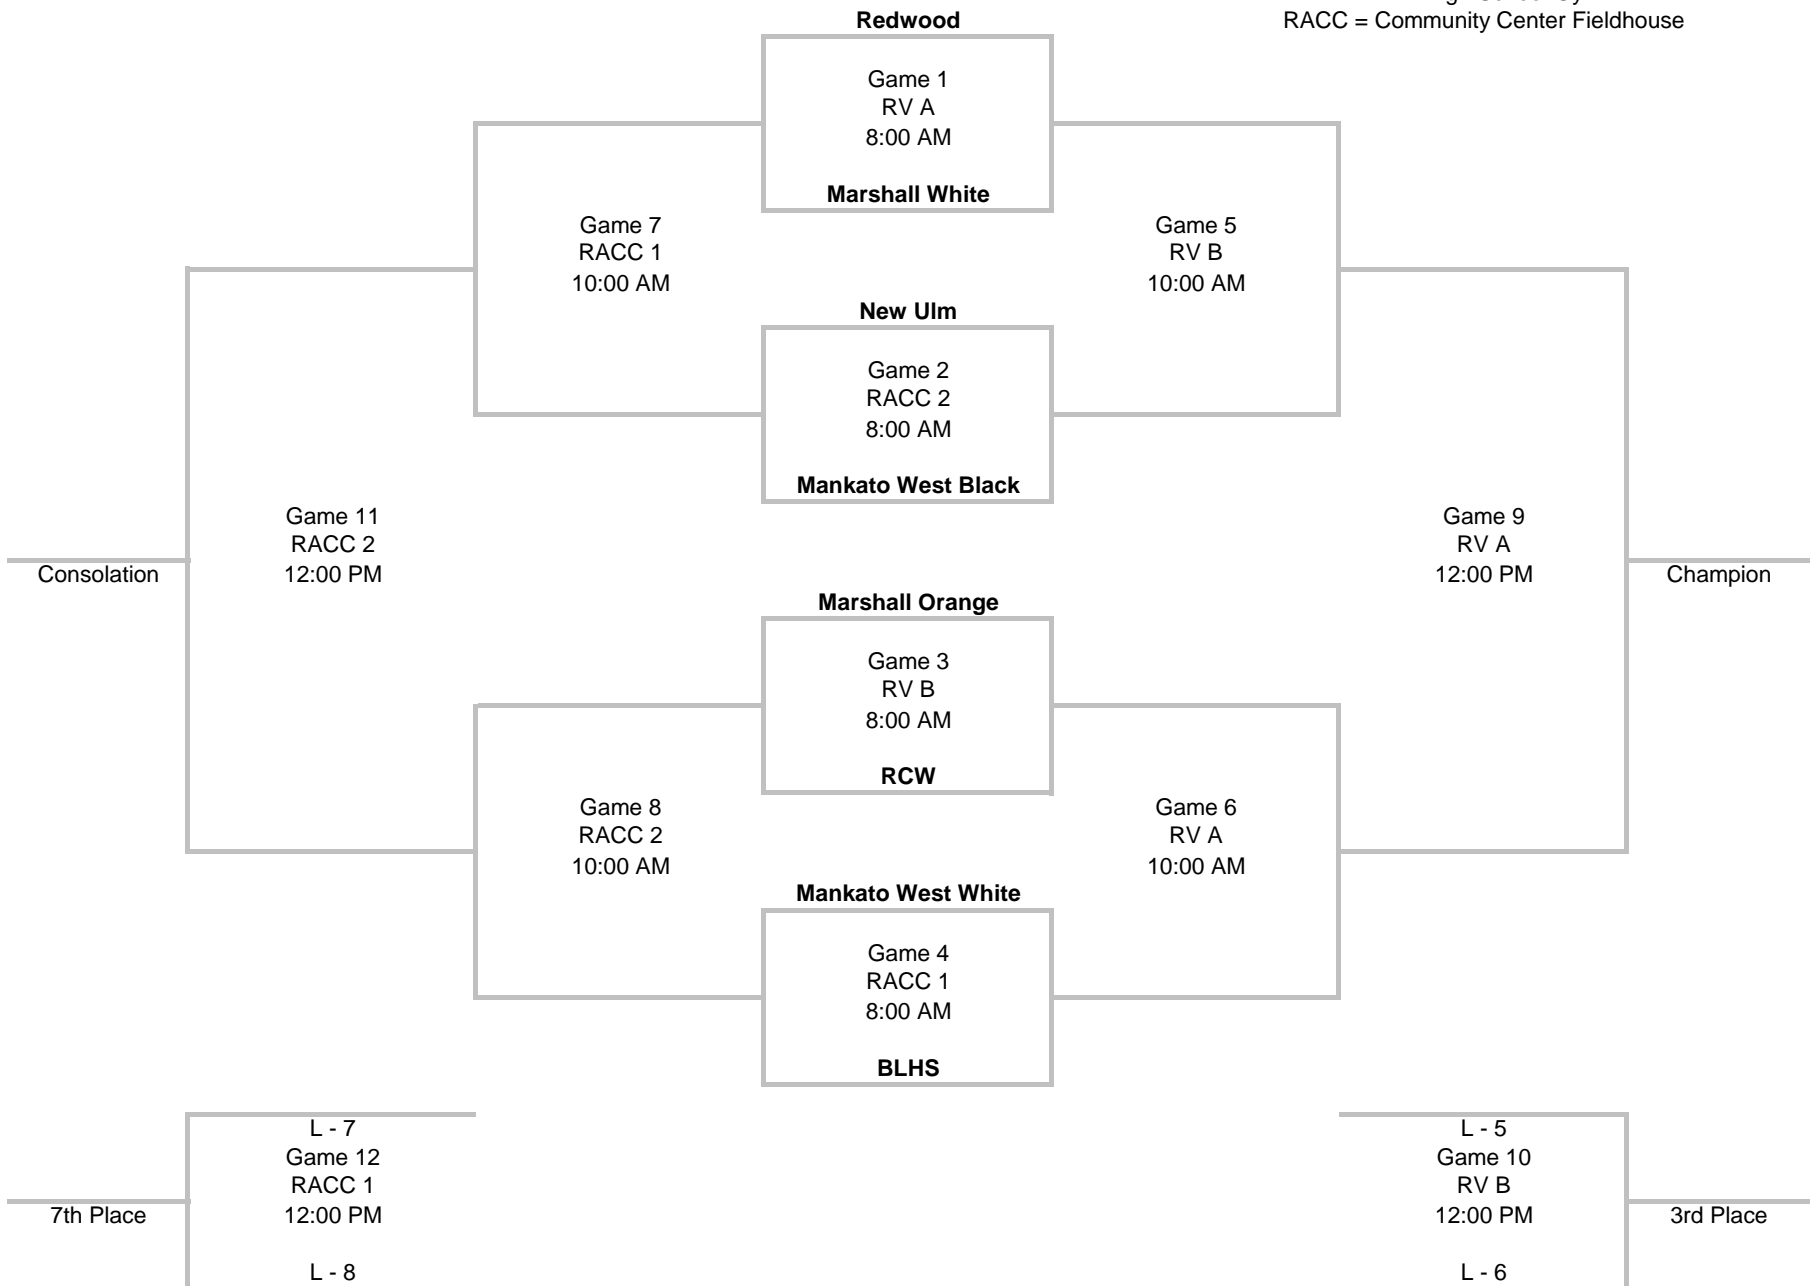 RACC = Community Center Fieldhouse
Redwood
Game 1
RV A
8:00 AM
Marshall White
Game 7
RACC 1
10:00 AM
Game 5
RV B
10:00 AM
New Ulm
Game 2
RACC 2
8:00 AM
Mankato West Black
Game 11
RACC 2
12:00 PM
Consolation
Game 9
RV A
12:00 PM
Champion
Marshall Orange
Game 3
RV B
8:00 AM
RCW
Game 8
RACC 2
10:00 AM
Game 6
RV A
10:00 AM
Mankato West White
Game 4
RACC 1
8:00 AM
BLHS
L - 7
Game 12
RACC 1
12:00 PM
7th Place
L - 8
L - 5
Game 10
RV B
12:00 PM
3rd Place
L - 6